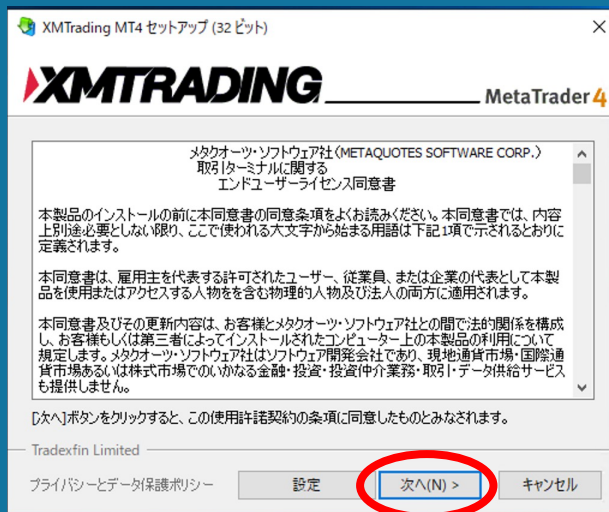 XMTrading MT4 セットアップ (32 ビット)
XMTRADING
MetaTrader 4
メタクオーツ・ソフトウェア社(METAQUOTES SOFTWARE CORP.)
取引ターミナルに関する
エンドユーザーライセンス同意書
本製品のインストールの前に本同意書の同意条項をよくお読みください。本同意書では、内容
上別途必要としない限り、ここで使われる大文字から始まる用語は下記1項で示されるとおりに
定義されます。
本同意書は、雇用主を代表する許可されたユーザー、従業員、または企業の代表として本製
品を使用またはアクセスする人物をを含む物理的人物及び法人の両方に適用されます。
本同意書及びその更新内容は、お客様とメタクオーツ・ソフトウェア社との間で法的関係を構成
し、お客様もしくは第三者によってインストールされたコンピューター上の本製品の利用について
規定します。メタクオーツ・ソフトウェア社はソフトウェア開発会社であり、現地通貨市場・国際通
貨市場あるいは株式市場でのいかなる金融・投資・投資仲介業務・取引・データ供給サービス
も提供しません。
[次へ]ボタンをクリックすると、この使用許諾契約の条項に同意したものとみなされます。
Tradexfin Limited
プライバシーとデータ保護ポリシー 設定 次へ(N) > キャンセル